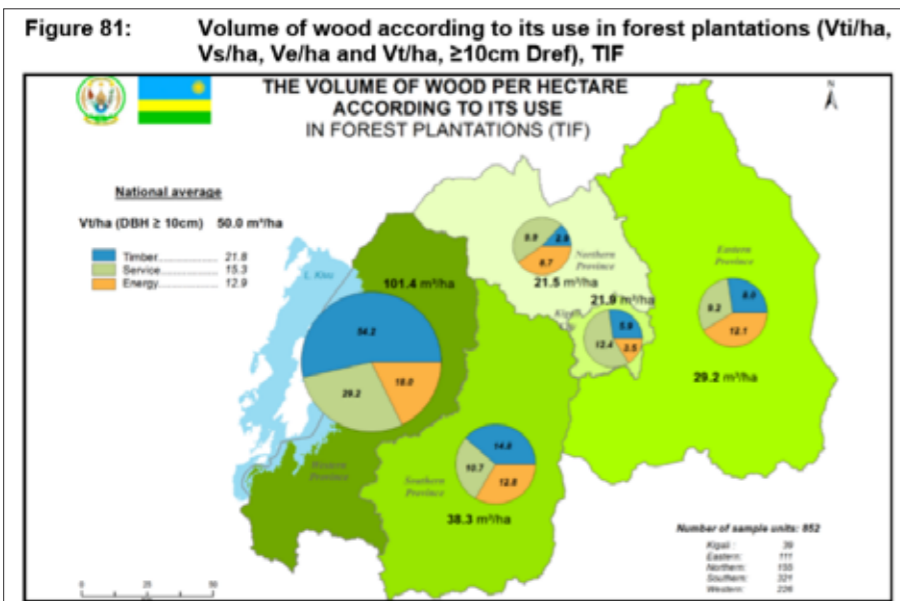 Figure 81: Volume of wood according to its use in forest plantations (Vti/ha,
Vs/ha, Ve/ha and Vt/ha, ≥10cm Dref), TIF
THE VOLUME OF WOOD PER HECTARE
ACCORDING TO ITS USE
IN FOREST PLANTATIONS (TIF)
N
National average
Vt/ha (DBH ≥ 10cm) 50.0 m³/ha
Timber 21.8
Service 15.3
Energy 12.9
L. Kivu
101.4 m³/ha
54.2
29.2
18.0
Western
Province
9.9
2.8
8.7
Northern
Province
21.5 m³/ha
21.9 m³/ha
Kigali
City
5.9
12.4
3.5
Eastern
Province
8.0
9.2
12.1
29.2 m³/ha
14.8
10.7
12.8
Southern
Province
38.3 m³/ha
Number of sample units: 852
Kigali : 39
Eastern: 111
Northern: 155
Southern: 321
Western: 226
0 25 50